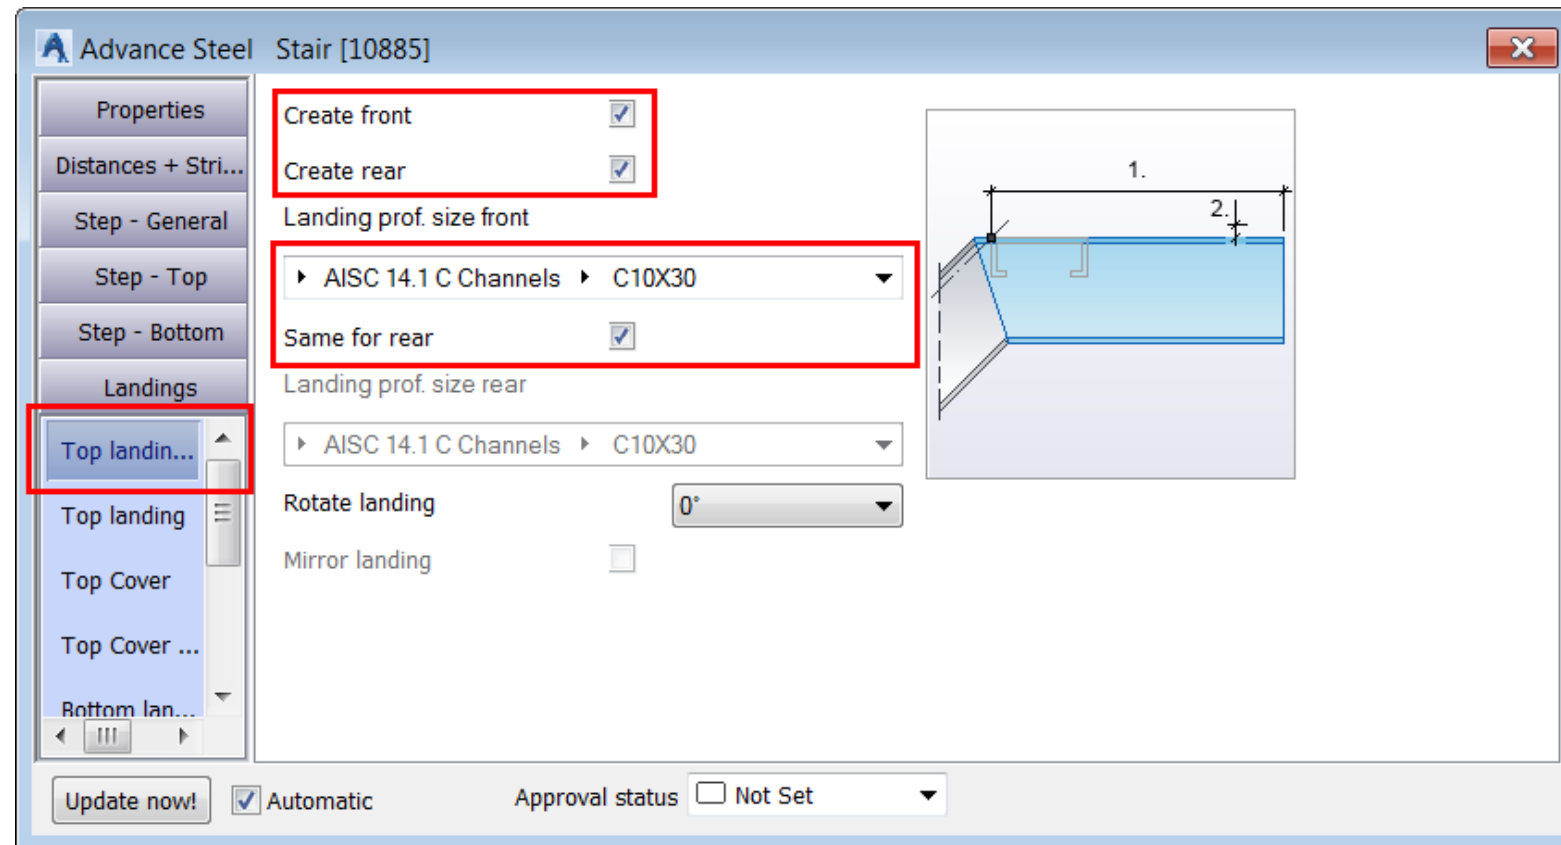 Advance Steel Stair [10885]
Properties
Distances + Stri...
Step - General
Step - Top
Step - Bottom
Landings
Top landin...
Top landing
Top Cover
Top Cover ...
Bottom lan...
Create front
Create rear
Landing prof. size front
AISC 14.1 C Channels C10X30
Same for rear
Landing prof. size rear
AISC 14.1 C Channels C10X30
Rotate landing 0°
Mirror landing
1.
2.
Update now! Automatic Approval status Not Set